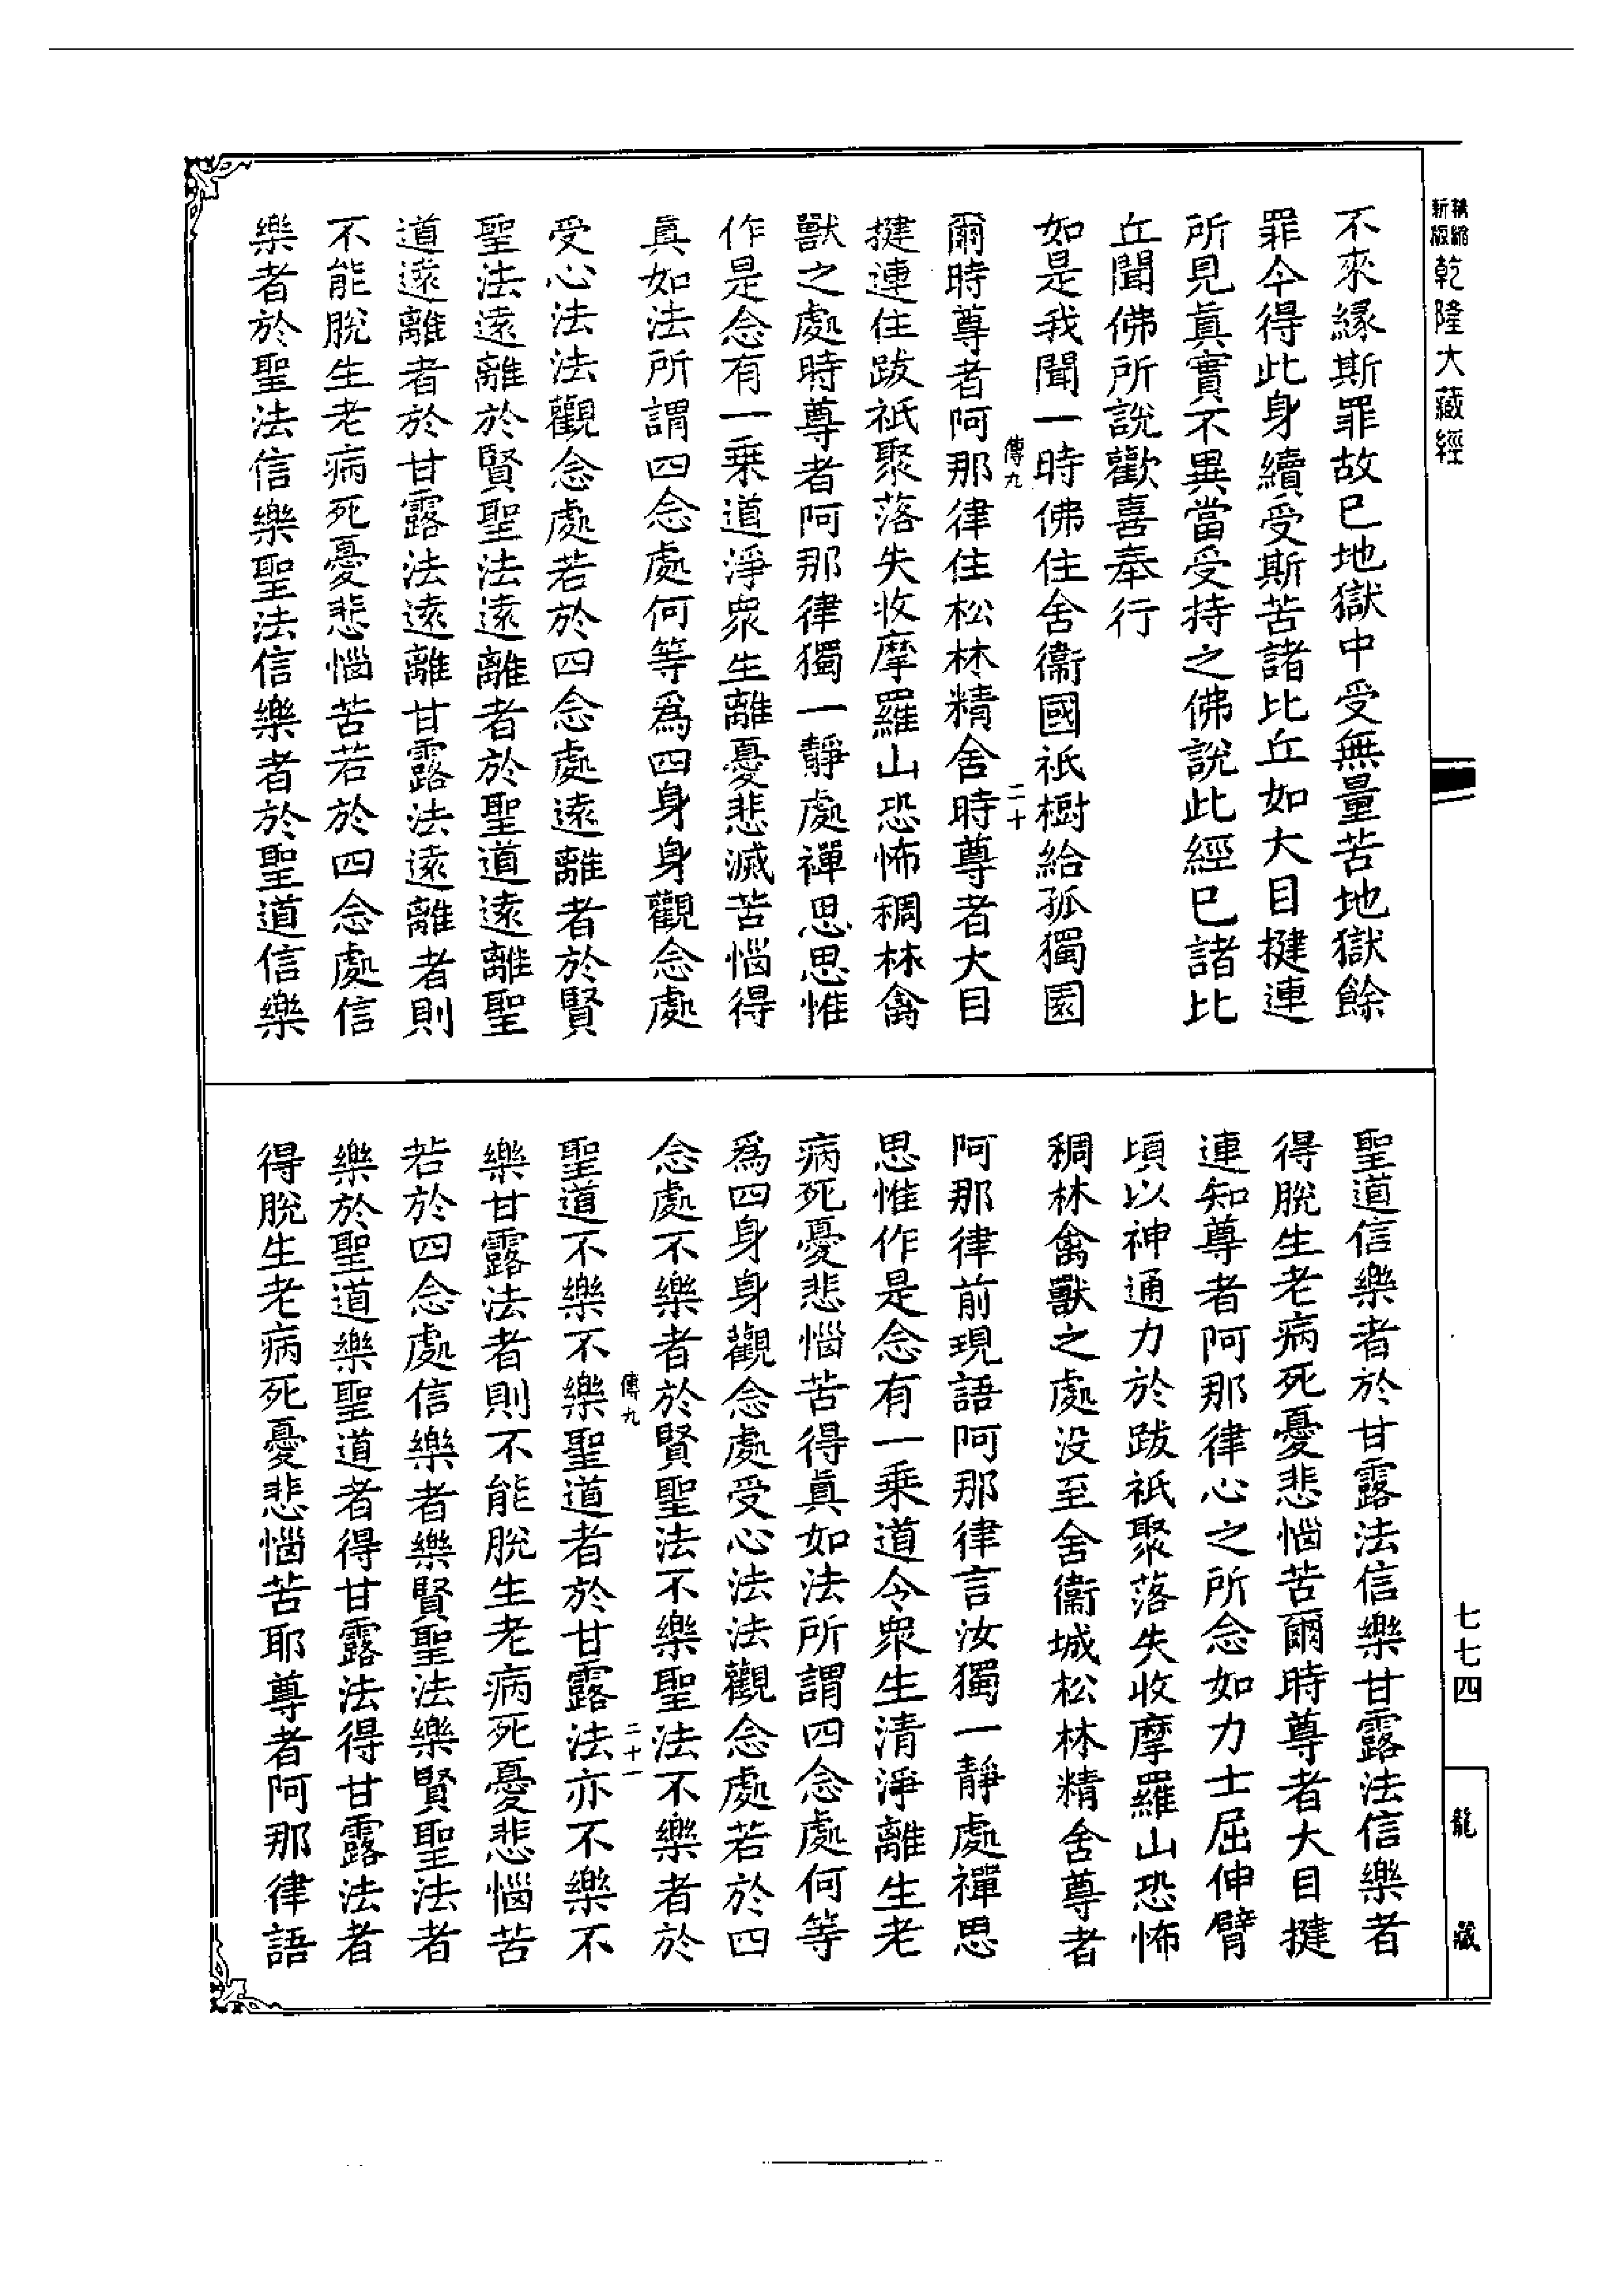 新版
精縮
乾隆大藏經
不來緣斯罪故巳地獄中受無量苦地獄餘
罪今得此身續受斯苦諸比丘如大目揵連
所見眞實不異當受持之佛說此經巳諸比
丘聞佛所說歡喜奉行
如是我聞一時佛住舍衞國祇樹給孤獨園
傳九
二十
爾時尊者阿那律住松林精舍時尊者大目
揵連住跋祇聚落失收摩羅山恐怖稠林禽
獸之處時尊者阿那律獨一靜處禪思思惟
作是念有一乘道淨衆生離憂悲滅苦惱得
眞如法所謂四念處何等爲四身身觀念處
受心法法觀念處若於四念處遠離者於賢
聖法遠離於賢聖法遠離者於聖道遠離聖
道遠離者於甘露法遠離甘露法遠離者則
不能脫生老病死憂悲惱苦若於四念處信
樂者於聖法信樂聖法信樂者於聖道信樂
聖道信樂者於甘露法信樂甘露法信樂者
得脫生老病死憂悲惱苦爾時尊者大目揵
連知尊者阿那律心之所念如力士屈伸臂
頃以神通力於跋祇聚落失收摩羅山恐怖
稠林禽獸之處没至舍衞城松林精舍尊者
阿那律前現語阿那律言汝獨一靜處禪思
思惟作是念有一乘道令衆生清淨離生老
病死憂悲惱苦得眞如法所謂四念處何等
爲四身身觀念處受心法法觀念處若於四
念處不樂者於賢聖法不樂聖法不樂者於
傳九
二十一
聖道不樂不樂聖道者於甘露法亦不樂不
樂甘露法者則不能脫生老病死憂悲惱苦
若於四念處信樂者樂賢聖法樂賢聖法者
樂於聖道樂聖道者得甘露法得甘露法者
得脫生老病死憂悲惱苦耶尊者阿那律語
七七四
龍藏